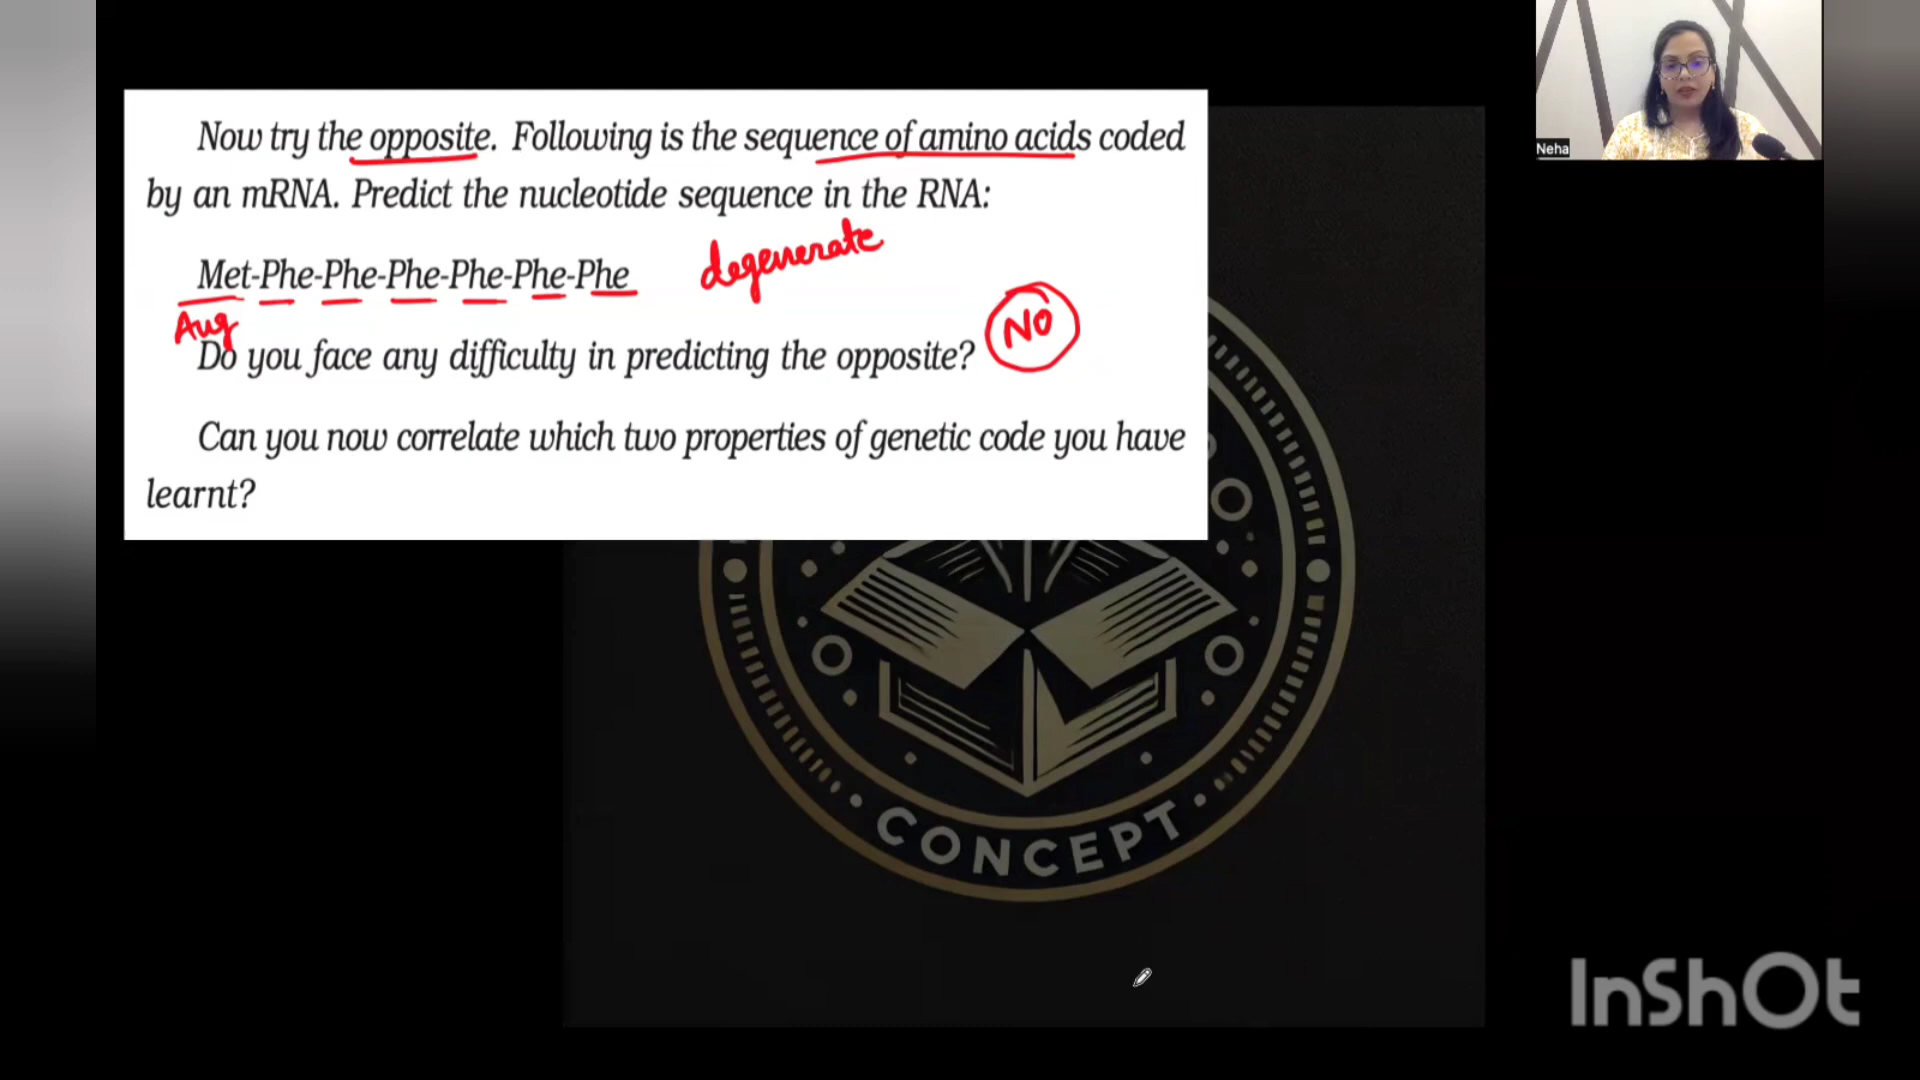 Neha
Now try the opposite. Following is the sequence of amino acids coded
by an mRNA. Predict the nucleotide sequence in the RNA:
degenerate
Met-Phe-Phe-Phe-Phe-Phe-Phe
NO
Aug
Do you face any difficulty in predicting the opposite?
Can you now correlate which two properties of genetic code you have
learnt?
CONCEPT
InShOt